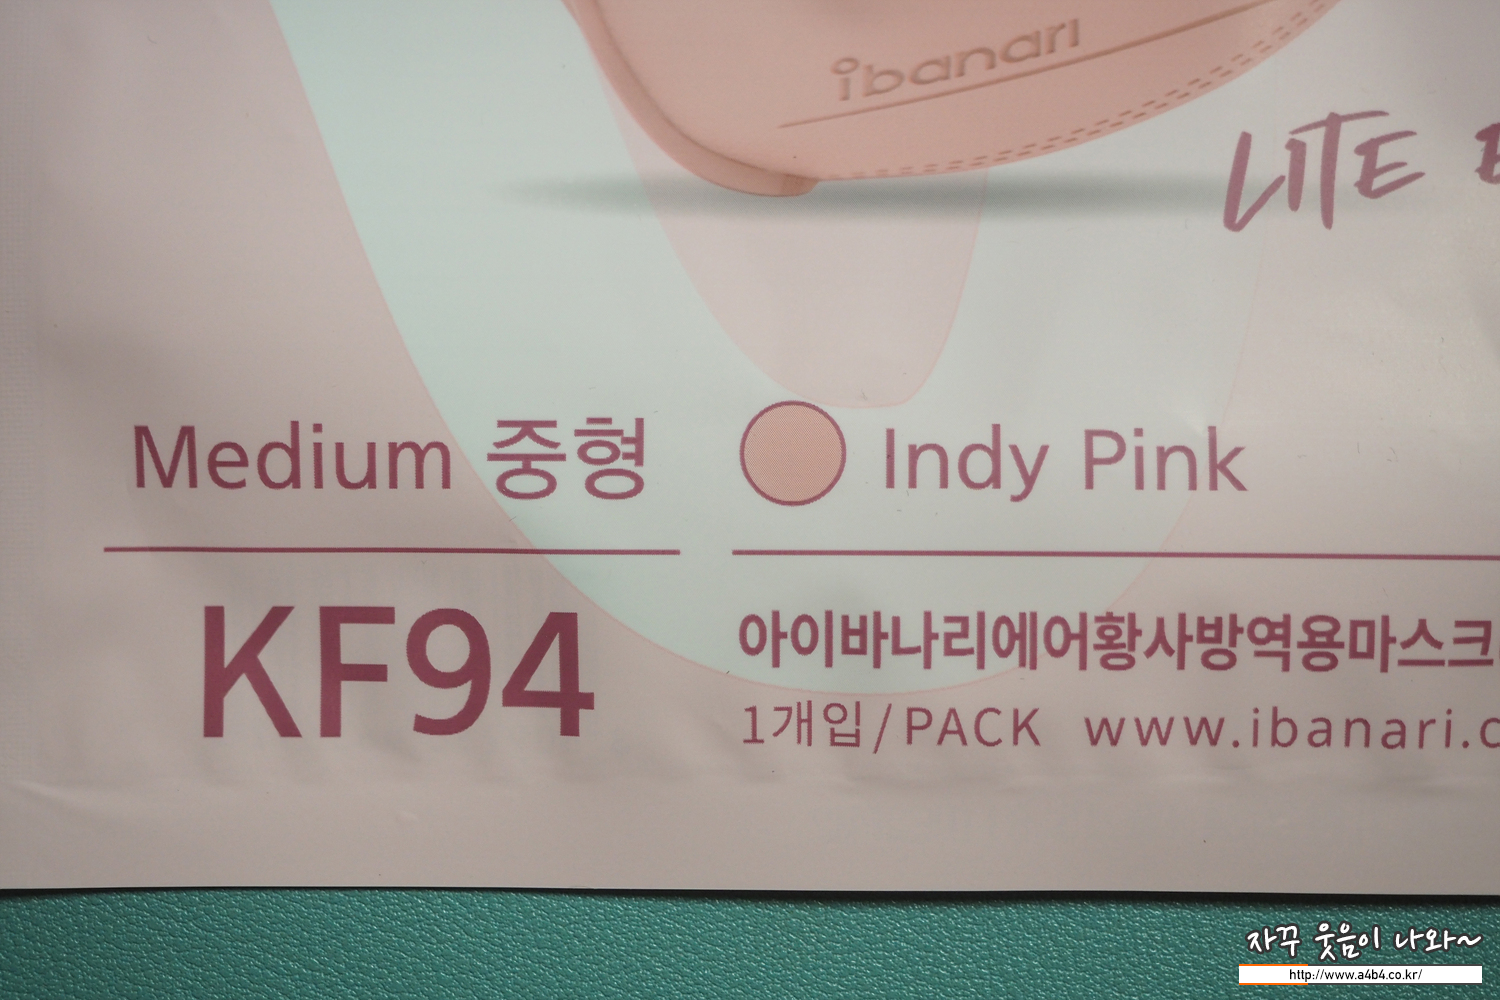 ibanari
LITE
Medium 중형
Indy Pink
KF94
아이바나리에어황사방역용마스크
1개입/PACK www.ibanari.c
자꾸 웃음이 나와~
http://www.a4b4.co.kr/